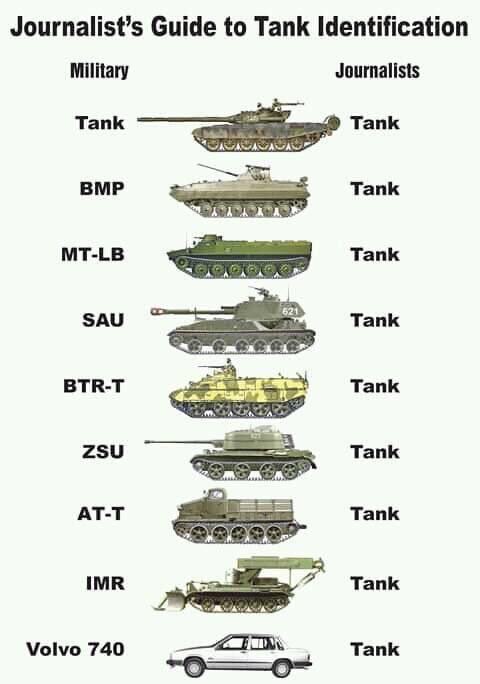 Journalist's Guide to Tank Identification
Military Journalists
Tank Tank
BMP Tank
MT-LB Tank
SAU 621 Tank
BTR-T Tank
ZSU Tank
AT-T Tank
IMR Tank
Volvo 740 Tank